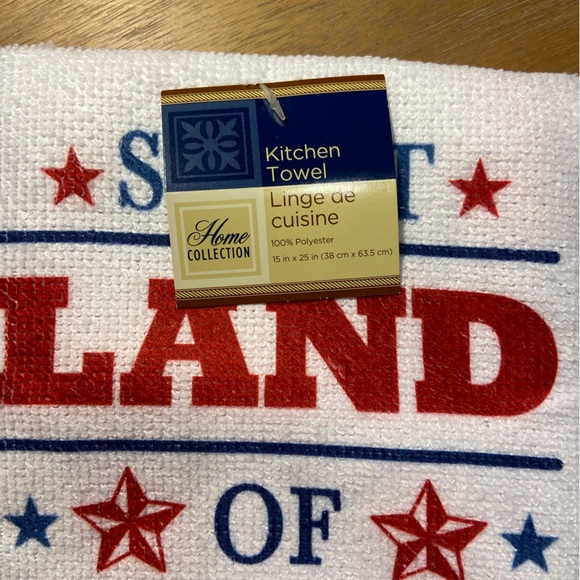 S T
Kitchen
Towel
Linge de
cuisine
100% Polyester
15 in x 25 in (38 cm x 63.5 cm)
Home
COLLECTION
LAND
OF